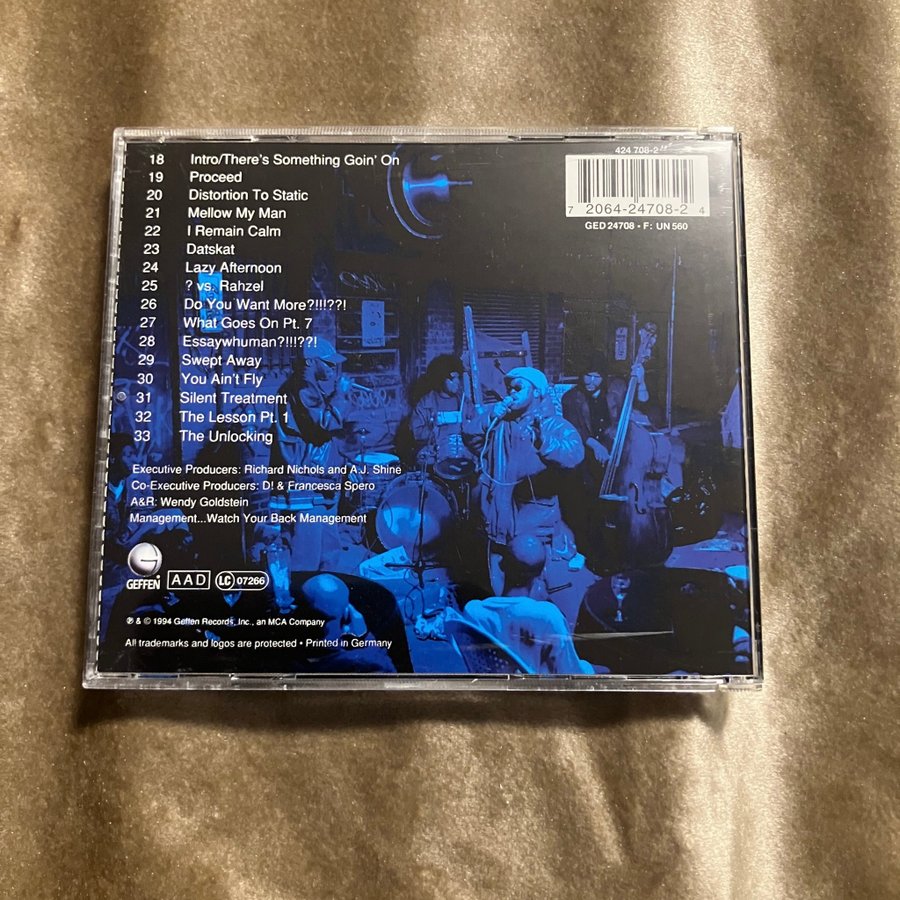 18 Intro/There's Something Goin' On
19 Proceed
20 Distortion To Static
21 Mellow My Man
22 I Remain Calm
23 Datskat
24 Lazy Afternoon
25 ? vs. Rahzel
26 Do You Want More?!!!??!
27 What Goes On Pt. 7
28 Essaywhuman?!!!??!
29 Swept Away
30 You Ain't Fly
31 Silent Treatment
32 The Lesson Pt. 1
33 The Unlocking
Executive Producers: Richard Nichols and A.J. Shine
Co-Executive Producers: D! & Francesca Spero
A&R: Wendy Goldstein
Management...Watch Your Back Management
GEFFEN AAD LC 07266
℗ & © 1994 Geffen Records, Inc., an MCA Company
All trademarks and logos are protected • Printed in Germany
424 708-2
7 20642-4708-2 4
GED 24708 • F: UN 560